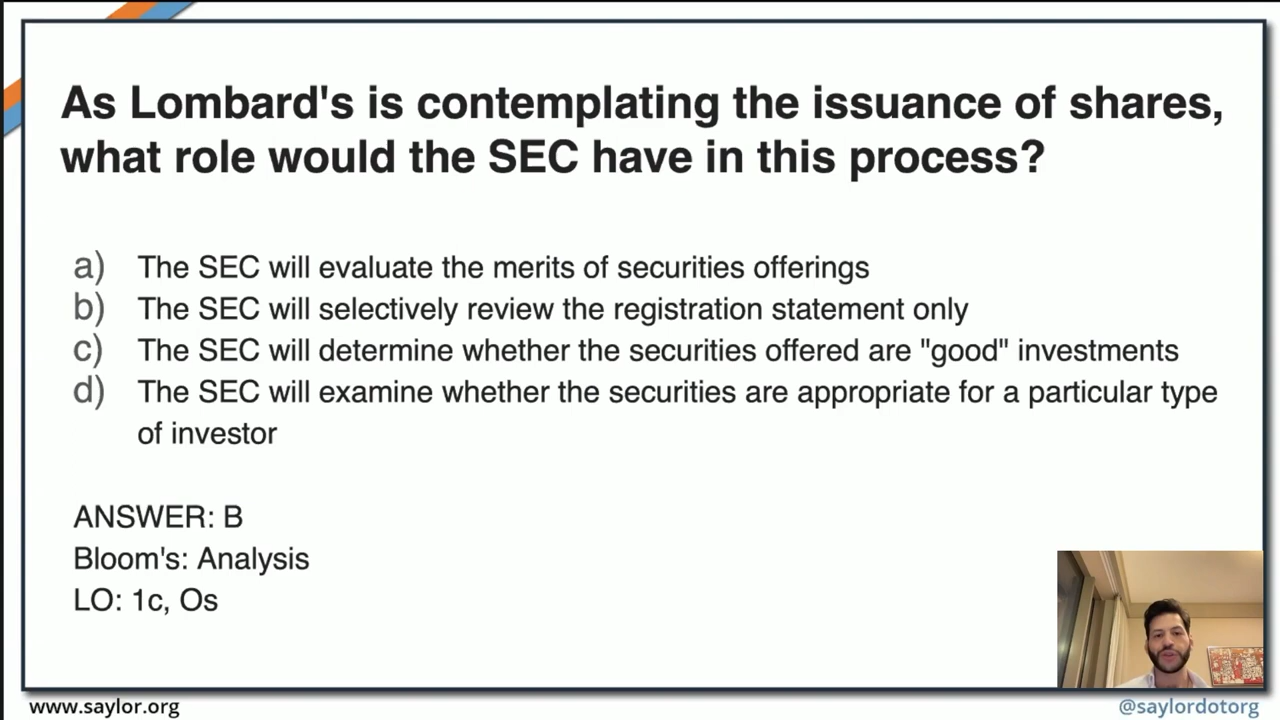 As Lombard's is contemplating the issuance of shares,
what role would the SEC have in this process?
a) The SEC will evaluate the merits of securities offerings
b) The SEC will selectively review the registration statement only
c) The SEC will determine whether the securities offered are "good" investments
d) The SEC will examine whether the securities are appropriate for a particular type
of investor
ANSWER: B
Bloom's: Analysis
LO: 1c, Os
www.saylor.org
@saylordotorg